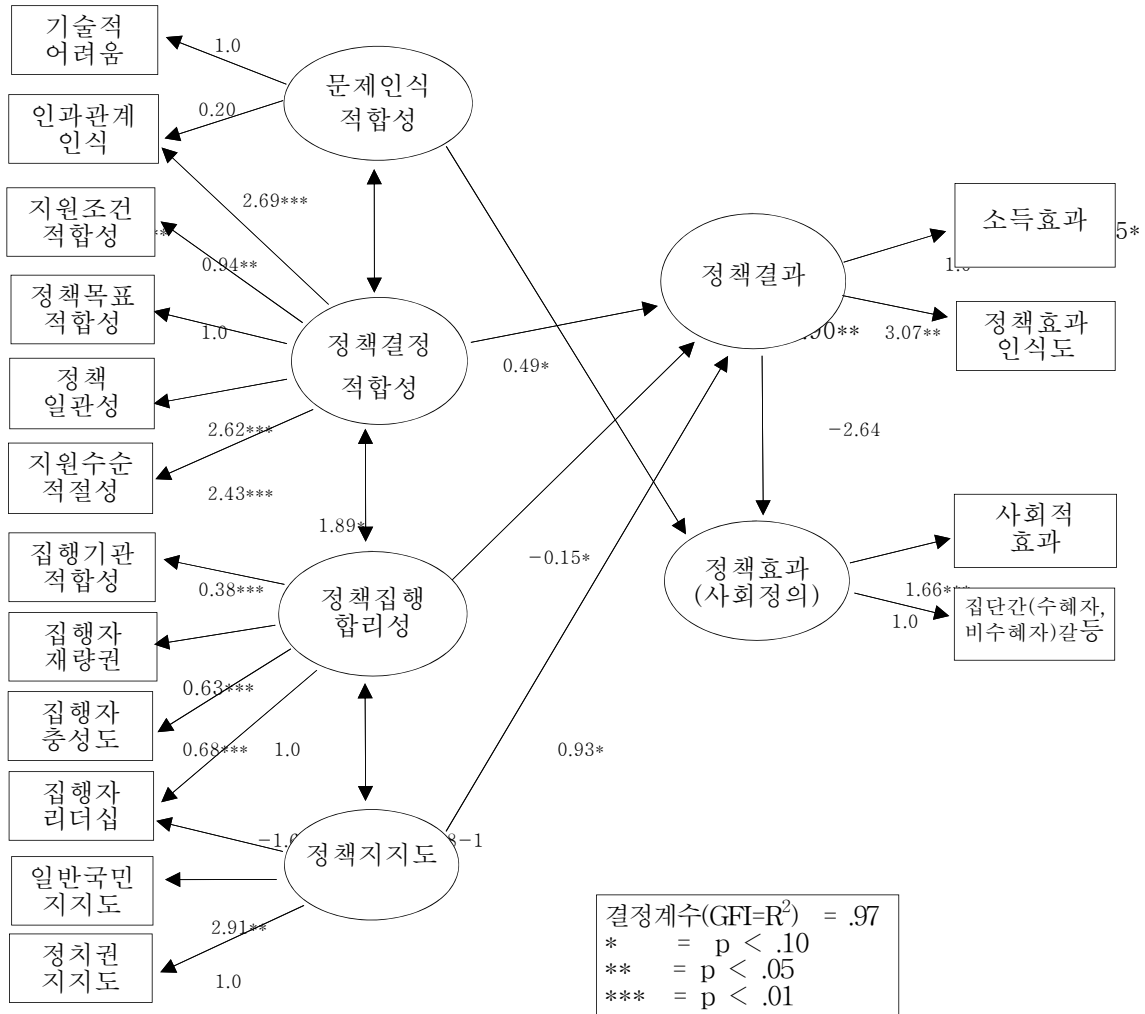 기술적
어려움
1.0
인과관계
인식
0.20
문제인식
적합성
2.69***
지원조건
적합성
**
0.94**
정책목표
적합성
1.0
정책결정
적합성
정책
일관성
2.62***
지원수순
적절성
2.43***
1.89*
집행기관
적합성
0.38***
정책집행
합리성
집행자
재량권
0.63***
집행자
충성도
0.68***
1.0
집행자
리더십
정책지지도
일반국민
지지도
2.91**
정치권
지지도
1.0
0.49*
-0.15*
0.93*
정책결과
소득효과
5*
정책효과
인식도
3.07**
-2.64
정책효과
(사회정의)
사회적
효과
1.66***
1.0
집단간(수혜자,
비수혜자)갈등
결정계수(GFI=R²) = .97
* = p < .10
** = p < .05
*** = p < .01